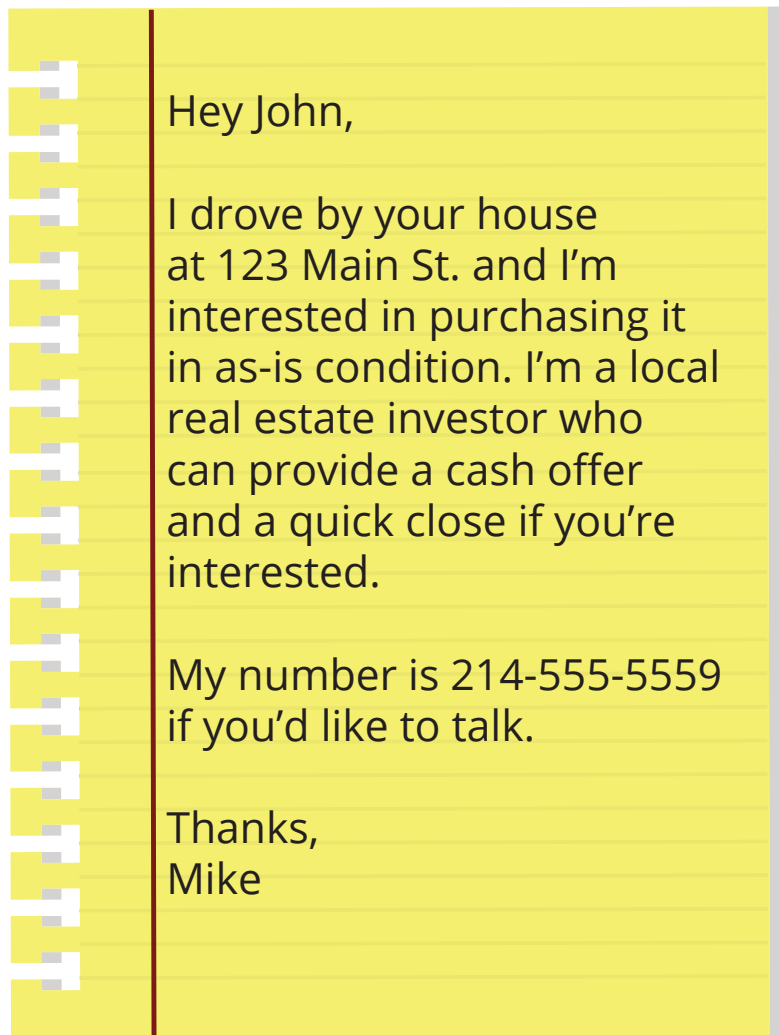 Hey John,
I drove by your house
at 123 Main St. and I’m
interested in purchasing it
in as-is condition. I’m a local
real estate investor who
can provide a cash offer
and a quick close if you’re
interested.
My number is 214-555-5559
if you’d like to talk.
Thanks,
Mike